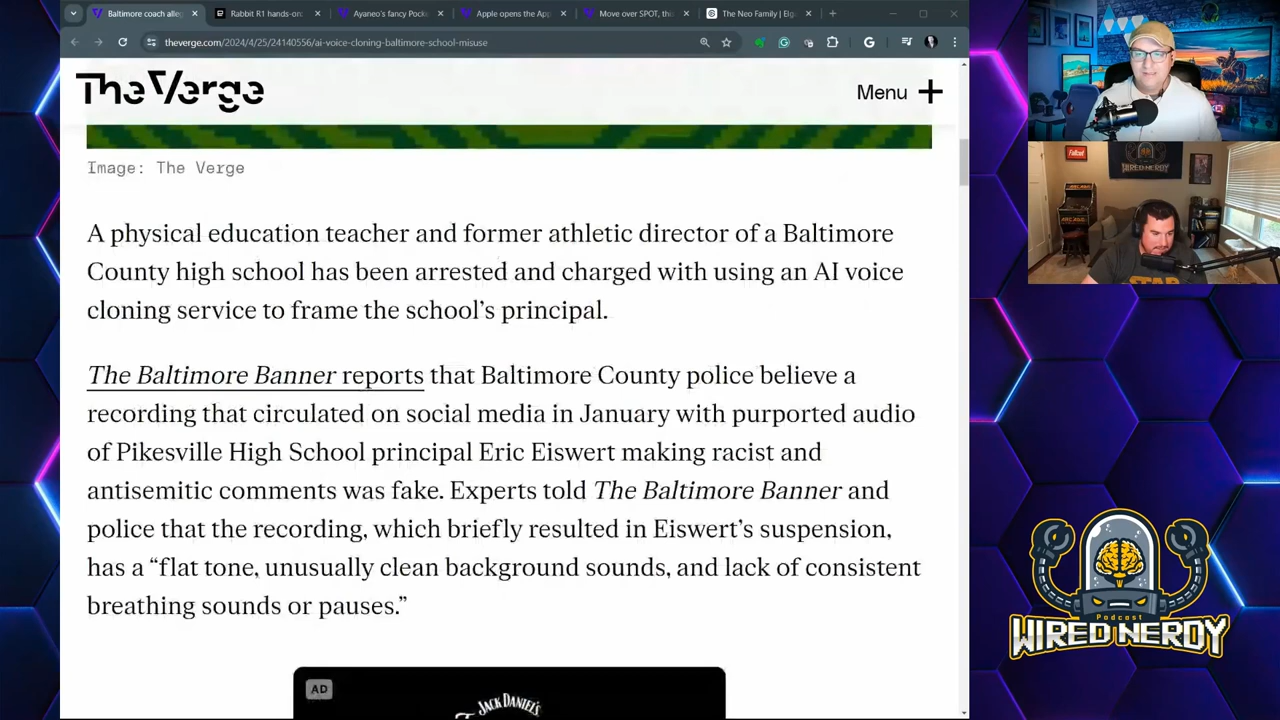 Baltimore coach alleg
Rabbit R1 hands-on:
Ayaneo's fancy Pock
Apple opens the App
Move over SPOT, thi
The Neo Family | Elg
theverge.com/2024/4/25/24140556/ai-voice-cloning-baltimore-school-misuse
The Verge
Menu
Image: The Verge
A physical education teacher and former athletic director of a Baltimore
County high school has been arrested and charged with using an AI voice
cloning service to frame the school's principal.
The Baltimore Banner reports that Baltimore County police believe a
recording that circulated on social media in January with purported audio
of Pikesville High School principal Eric Eiswert making racist and
antisemitic comments was fake. Experts told The Baltimore Banner and
police that the recording, which briefly resulted in Eiswert's suspension,
has a “flat tone, unusually clean background sounds, and lack of consistent
breathing sounds or pauses.”
AD
JACK DANIEL'S
Fallout
WIRED NERDY
STAR
Podcast
WIRED NERDY